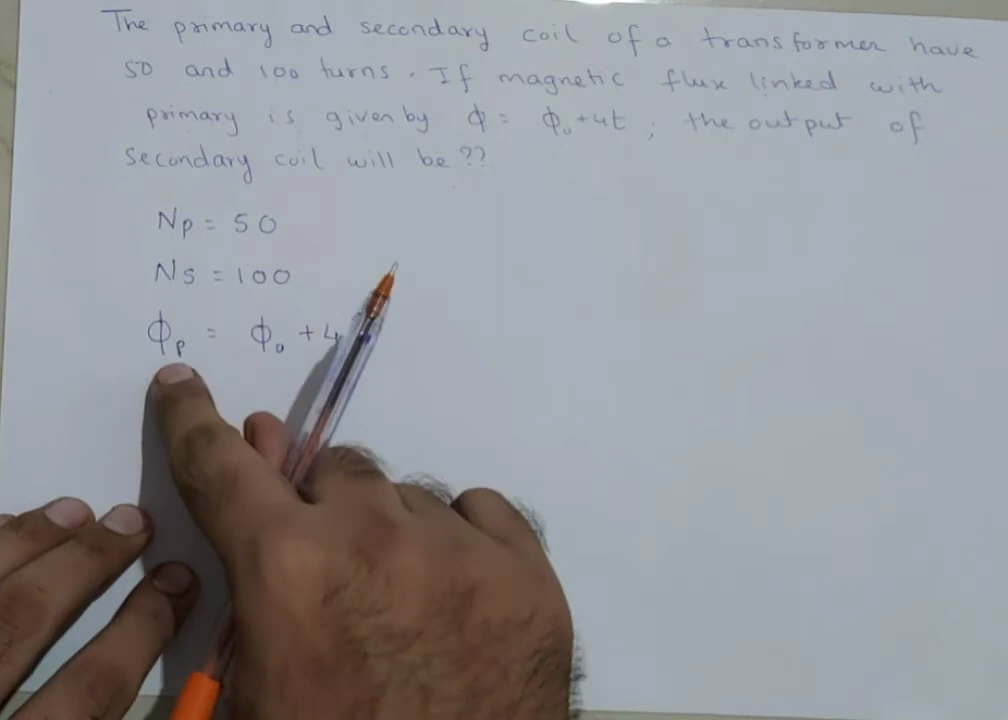 The primary and secondary coil of a transformer have
50 and 100 turns. If magnetic flux linked with
primary is given by ϕ = ϕ₀+4t ; the output of
secondary coil will be ??
Np = 50
Ns = 100
ϕp = ϕ₀ + 4